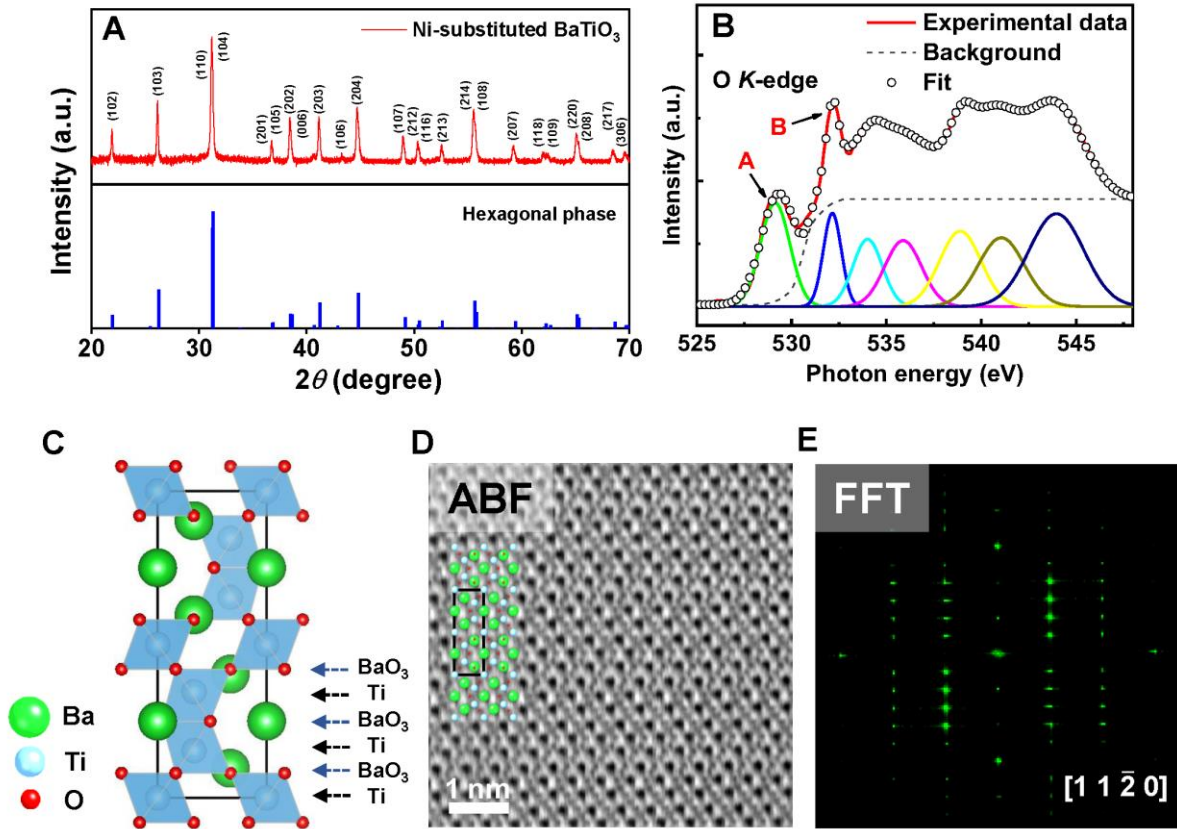 A
Ni-substituted BaTiO3
(102)
(103)
(110)
(104)
(201)
(105)
(202)
(006)
(203)
(106)
(204)
(107)
(212)
(116)
(213)
(214)
(108)
(207)
(118)
(109)
(220)
(208)
(217)
(306)
Hexagonal phase
Intensity (a.u.)
20 30 40 50 60 70
2θ (degree)
B
Experimental data
Background
Fit
O K-edge
B
A
Intensity (a.u.)
525 530 535 540 545
Photon energy (eV)
C
BaO3
Ti
BaO3
Ti
BaO3
Ti
Ba
Ti
O
D
ABF
1 nm
E
FFT
[1 1 2̄ 0]